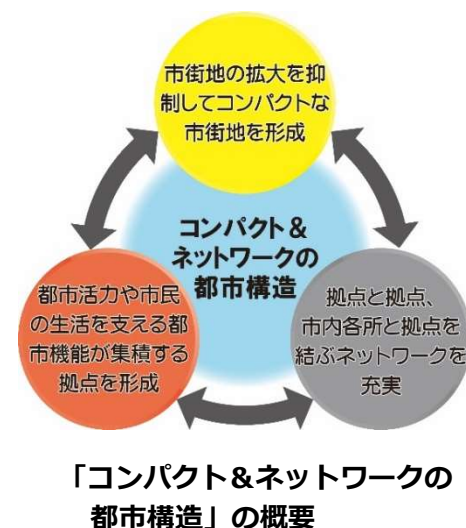 市街地の拡大を抑
制してコンパクトな
市街地を形成
コンパクト&
ネットワークの
都市構造
都市活力や市民
の生活を支える都
市機能が集積する
拠点を形成
拠点と拠点、
市内各所と拠点を
結ぶネットワークを
充実
「コンパクト&ネットワークの
都市構造」の概要